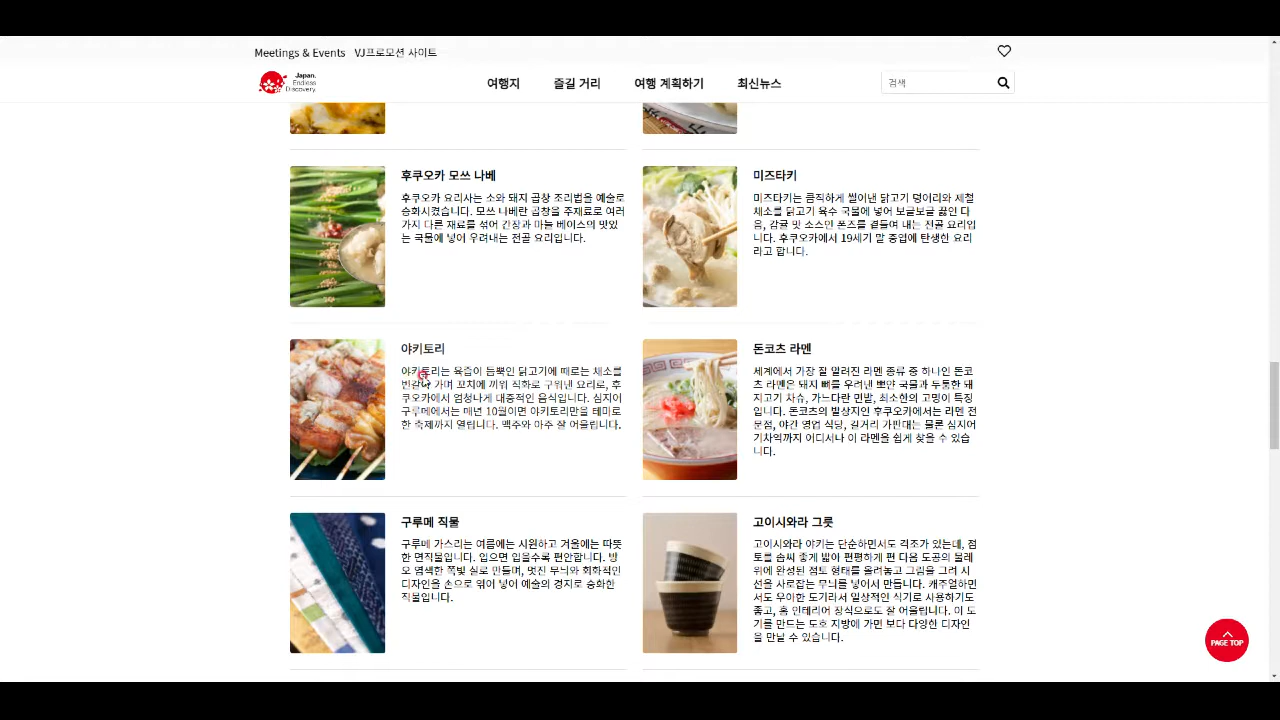 Meetings & Events VJ프로모션 사이트
Japan.
Endless
Discovery.
여행지 즐길 거리 여행 계획하기 최신뉴스
검색
후쿠오카 모쓰 나베
후쿠오카 요리사는 소와 돼지 곱창 조리법을 예술로
승화시켰습니다. 모쓰 나베란 곱창을 주재료로 여러
가지 다른 재료를 섞어 간장과 마늘 베이스의 맛있
는 국물에 넣어 우려내는 전골 요리입니다.
미즈타키
미즈타키는 큼직하게 썰어낸 닭고기 덩어리와 제철
채소를 닭고기 육수 국물에 넣어 보글보글 끓인 다
음, 감귤 맛 소스인 폰즈를 곁들여 내는 전골 요리입
니다. 후쿠오카에서 19세기 말 중엽에 탄생한 요리
라고 합니다.
야키토리
야키토리는 육즙이 듬뿍인 닭고기에 때로는 채소를
번갈아 가며 꼬치에 끼워 직화로 구워낸 요리로, 후
쿠오카에서 엄청나게 대중적인 음식입니다. 심지어
구루메에서는 매년 10월이면 야키토리만을 테마로
한 축제까지 열립니다. 맥주와 아주 잘 어울립니다.
돈코츠 라멘
세계에서 가장 잘 알려진 라멘 종류 중 하나인 돈코
츠 라멘은 돼지 뼈를 우려낸 뽀얀 국물과 두툼한 돼
지고기 차슈, 가느다란 면발, 최소한의 고명이 특징
입니다. 돈코츠의 발상지인 후쿠오카에서는 라멘 전
문점, 야간 영업 식당, 길거리 가판대는 물론 심지어
기차역까지 어디서나 이 라멘을 쉽게 찾을 수 있습
니다.
구루메 직물
구루메 가스리는 여름에는 시원하고 겨울에는 따뜻
한 면직물입니다. 입으면 입을수록 편안합니다. 방
오 염색한 쪽빛 실로 만들며, 멋진 무늬와 회화적인
디자인을 손으로 엮어 넣어 예술의 경지로 승화한
직물입니다.
고이시와라 그릇
고이시와라 야키는 단순하면서도 격조가 있는데, 점
토를 솜씨 좋게 밟아 편평하게 편 다음 도공의 물레
위에 완성된 점토 형태를 올려놓고 그림을 그려 시
선을 사로잡는 무늬를 넣어서 만듭니다. 캐주얼하면
서도 우아한 도기라서 일상적인 식기로 사용하기도
좋고, 홈 인테리어 장식으로도 잘 어울립니다. 이 도
기를 만드는 도호 지방에 가면 보다 다양한 디자인
을 만날 수 있습니다.
PAGE TOP